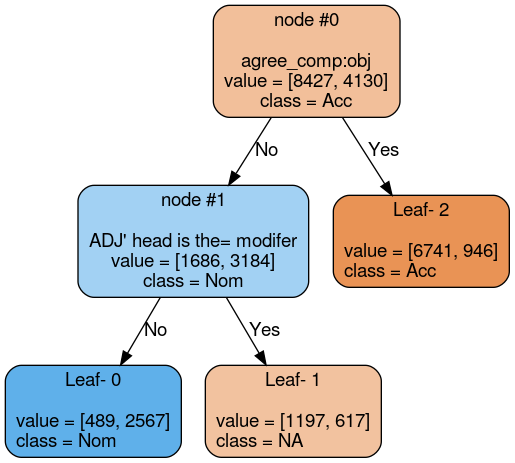 node #0
agree_comp:obj
value = [8427, 4130]
class = Acc
No
Yes
node #1
ADJ' head is the= modifer
value = [1686, 3184]
class = Nom
Leaf- 2
value = [6741, 946]
class = Acc
No
Yes
Leaf- 0
value = [489, 2567]
class = Nom
Leaf- 1
value = [1197, 617]
class = NA